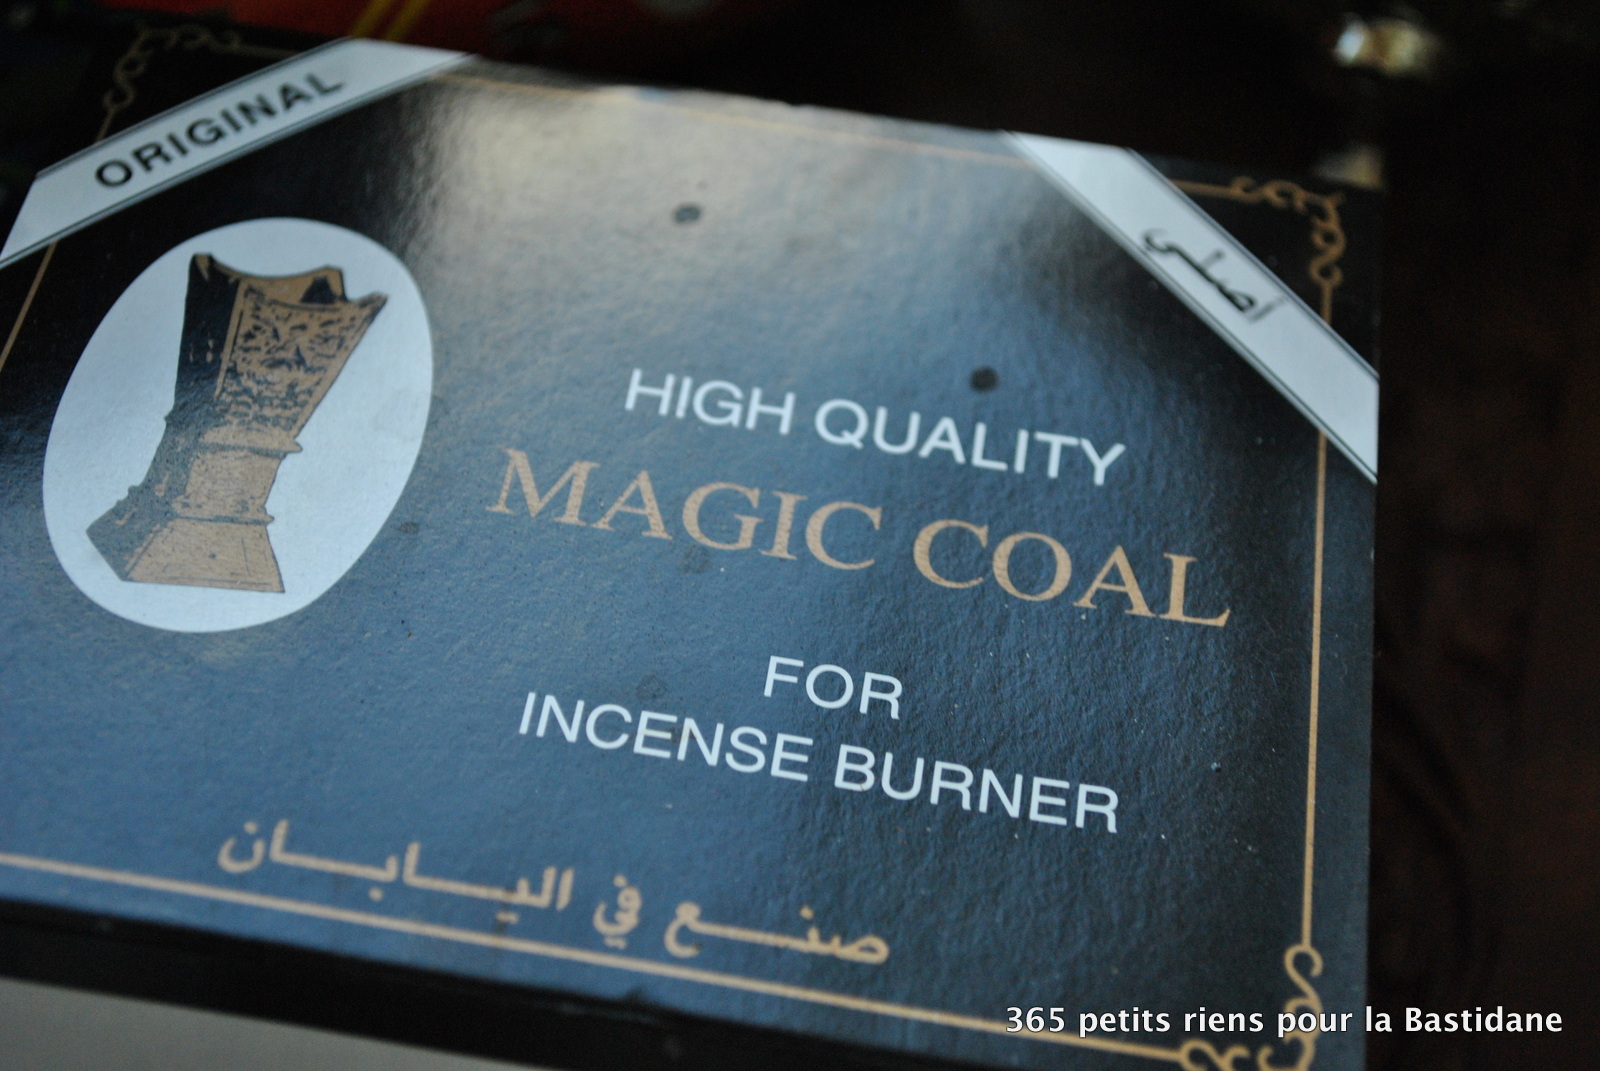 ORIGINAL
أصلي
HIGH QUALITY
MAGIC COAL
FOR
INCENSE BURNER
صنع في اليابان
365 petits riens pour la Bastidane